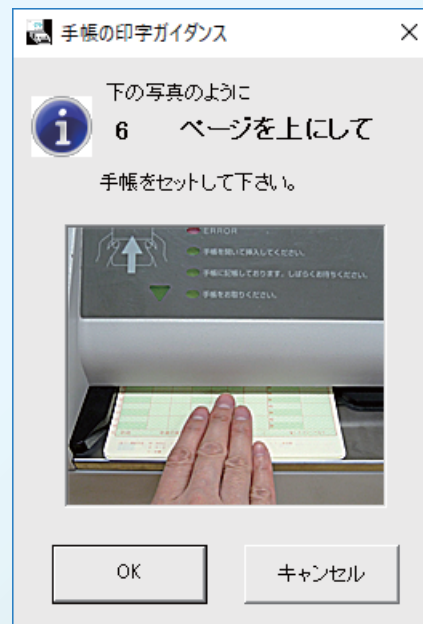 手帳の印字ガイダンス
下の写真のように
6 ページを上にして
手帳をセットして下さい。
ERROR
手帳を開いて挿入してください。
手帳に記帳しております。しばらくお待ちください。
手帳をお取りください。
OK
キャンセル